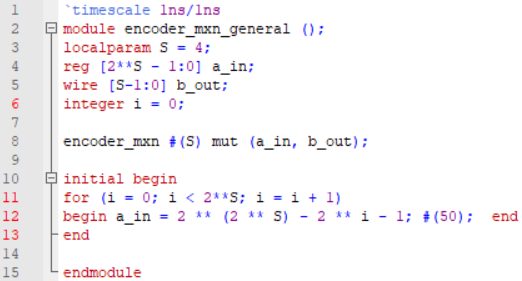 1 `timescale 1ns/1ns
2 module encoder_mxn_general ();
3 localparam S = 4;
4 reg [2**S - 1:0] a_in;
5 wire [S-1:0] b_out;
6 integer i = 0;
7
8 encoder_mxn #(S) mut (a_in, b_out);
9
10 initial begin
11 for (i = 0; i < 2**S; i = i + 1)
12 begin a_in = 2 ** (2 ** S) - 2 ** i - 1; #(50);  end
13 end
14
15 endmodule